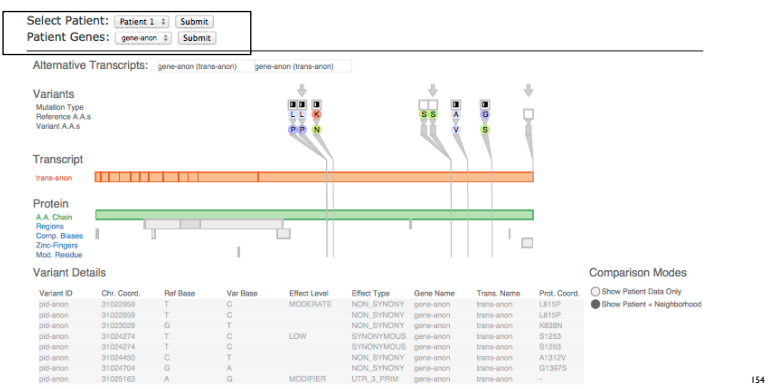 Select Patient: Patient 1 Submit
Patient Genes: gene-anon Submit
Alternative Transcripts: gene-anon (trans-anon) gene-anon (trans-anon)
Variants
Mutation Type
Reference A.A.s
Variant A.A.s
L L K S S A G
P P N V S
Transcript
trans-anon
Protein
A.A. Chain
Regions
Comp. Biases
Zinc-Fingers
Mod. Residue
Variant Details
Variant ID Chr. Coord. Ref Base Var Base Effect Level Effect Type Gene Name Trans. Name Prot. Coord.
pid-anon 31022959 T C MODERATE NON_SYNONY gene-anon trans-anon L815P
pid-anon 31022959 T C NON_SYNONY gene-anon trans-anon L815P
pid-anon 31023029 G T NON_SYNONY gene-anon trans-anon K838N
pid-anon 31024274 T C LOW SYNONYMOUS gene-anon trans-anon S1253
pid-anon 31024274 T C SYNONYMOUS gene-anon trans-anon S1253
pid-anon 31024450 C T NON_SYNONY gene-anon trans-anon A1312V
pid-anon 31024704 G A NON_SYNONY gene-anon trans-anon G1397S
pid-anon 31025163 A G MODIFIER UTR_3_PRIM gene-anon trans-anon -
Comparison Modes
Show Patient Data Only
Show Patient + Neighborhood
154